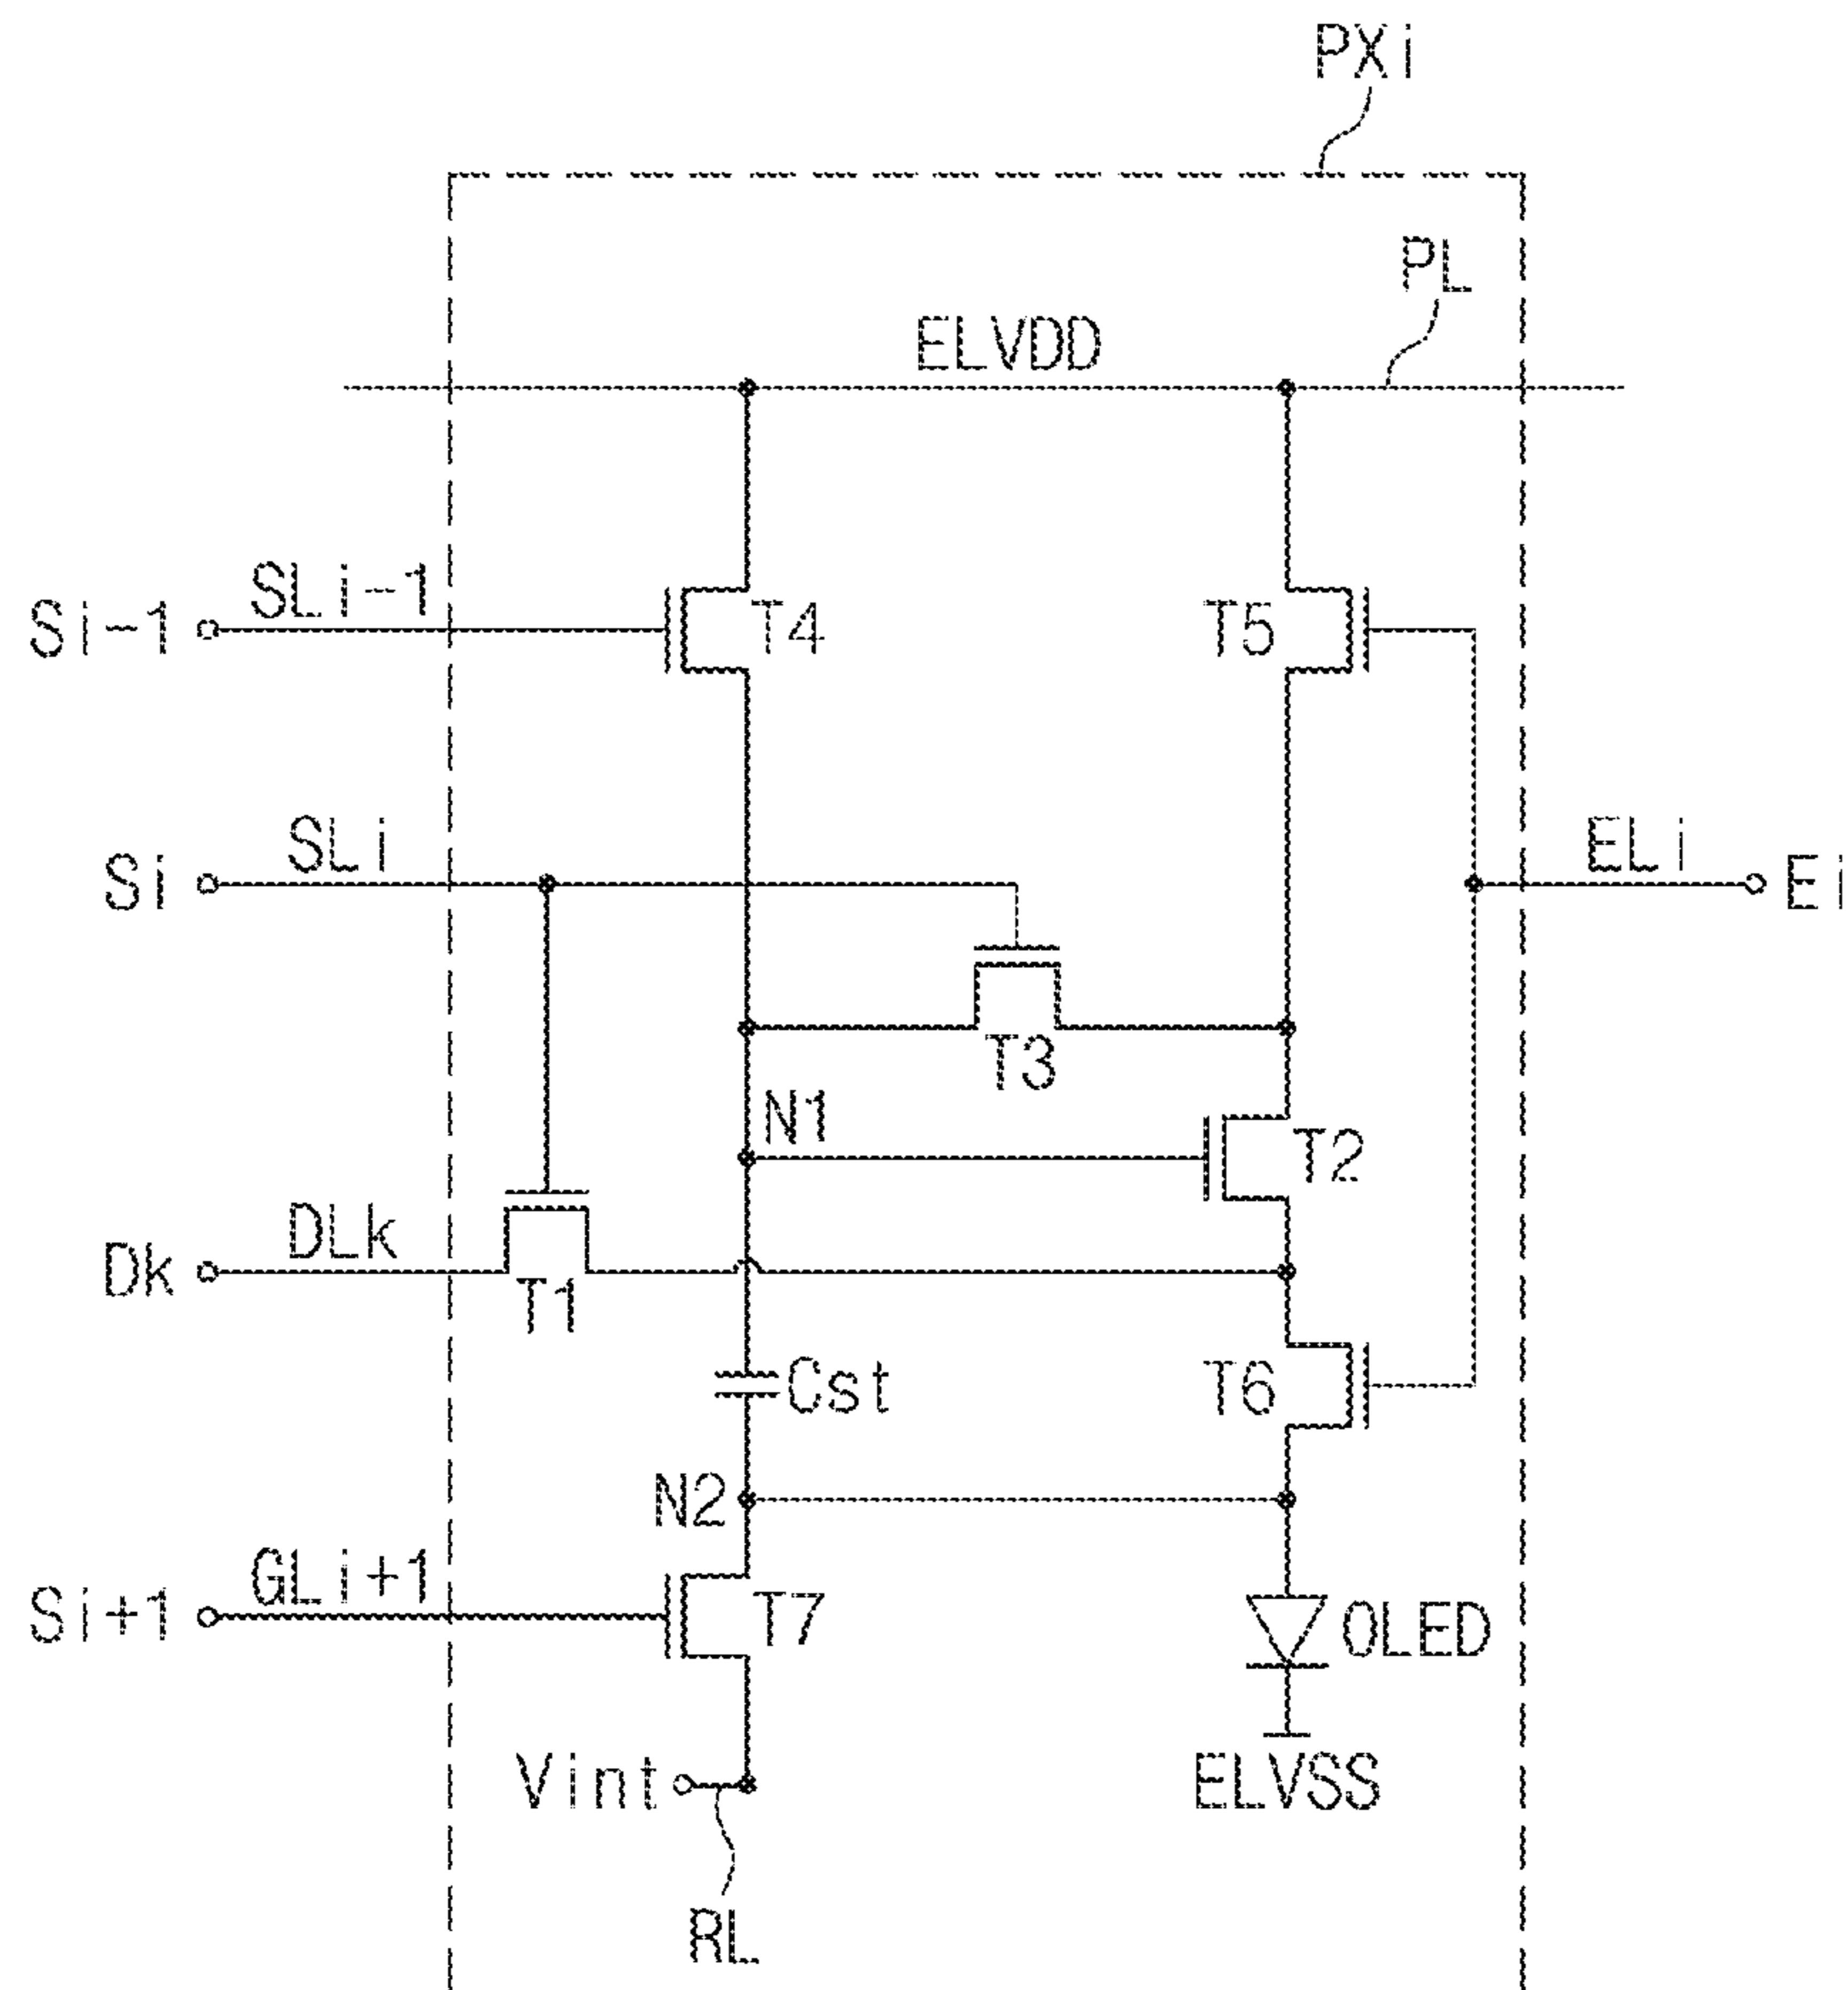 PXi
PL
ELVDD
SLi-1
Si-1
T4
T5
SLi
Si
ELi
Ei
T3
N1
T2
DLk
Dk
T1
Cst
T6
N2
GLi+1
Si+1
T7
OLED
Vint
ELVSS
RL